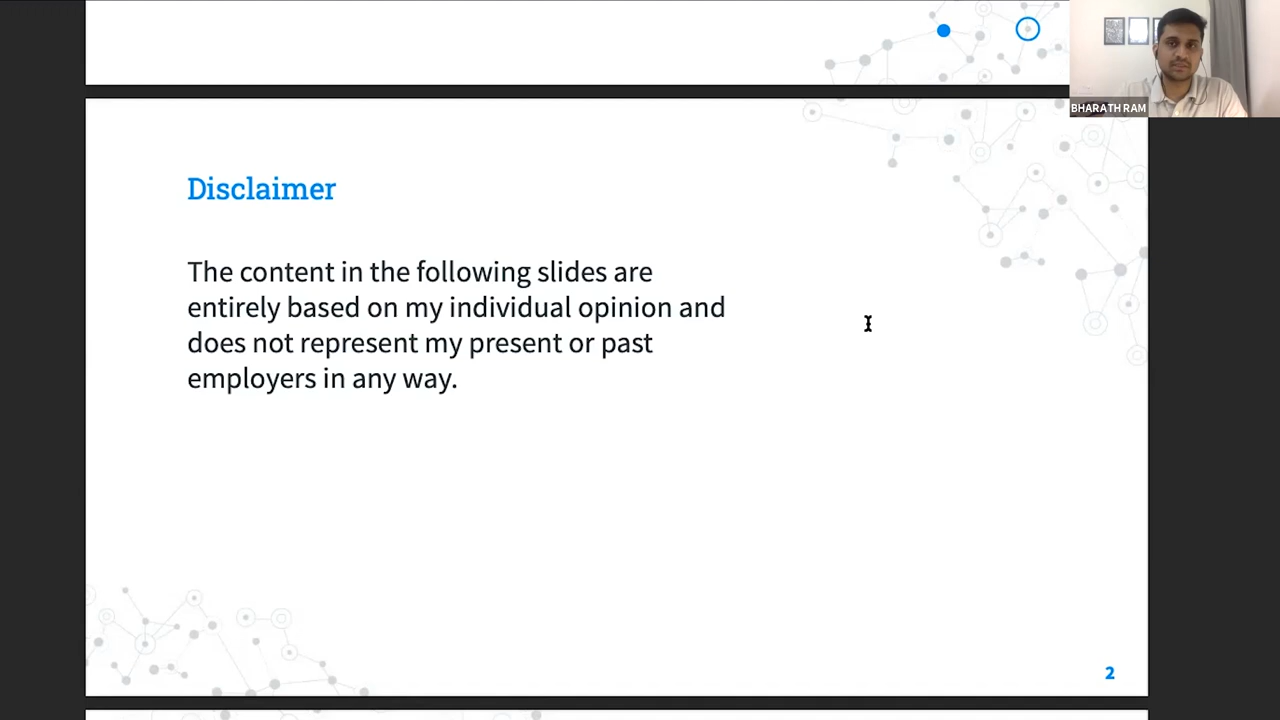 BHARATH RAM
Disclaimer
The content in the following slides are
entirely based on my individual opinion and
does not represent my present or past
employers in any way.
2